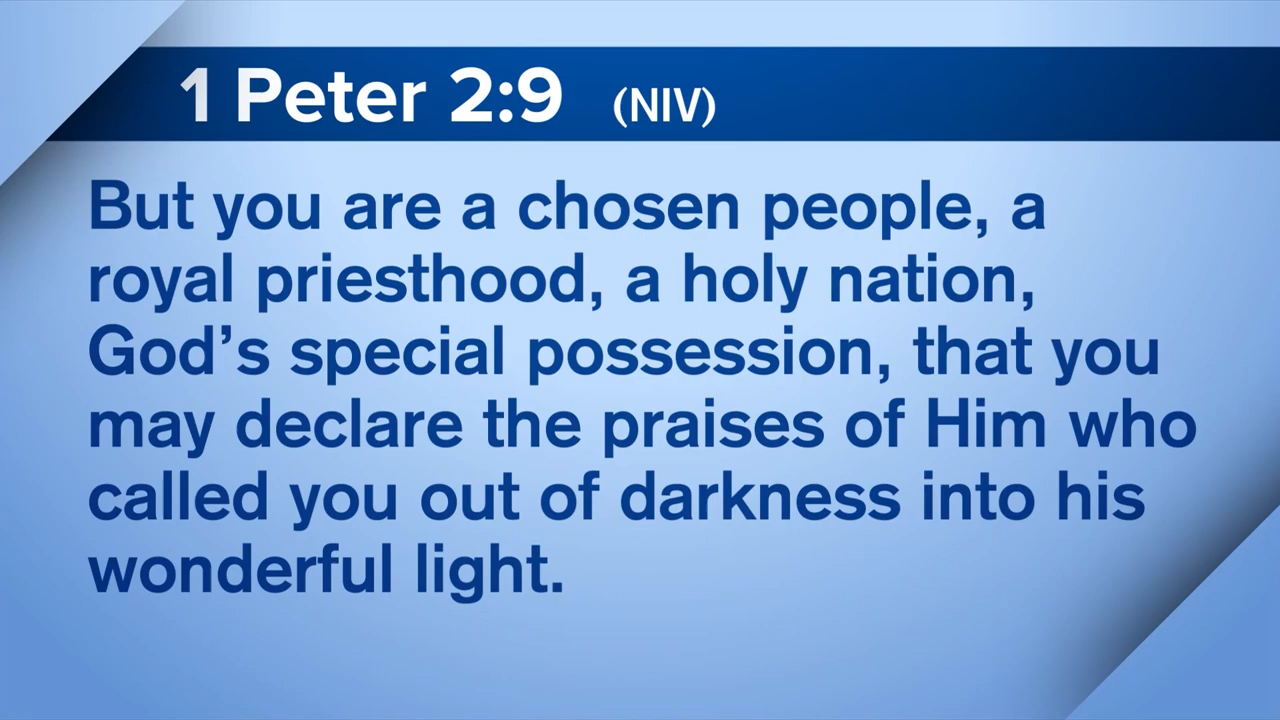 1 Peter 2:9 (NIV)
But you are a chosen people, a
royal priesthood, a holy nation,
God’s special possession, that you
may declare the praises of Him who
called you out of darkness into his
wonderful light.